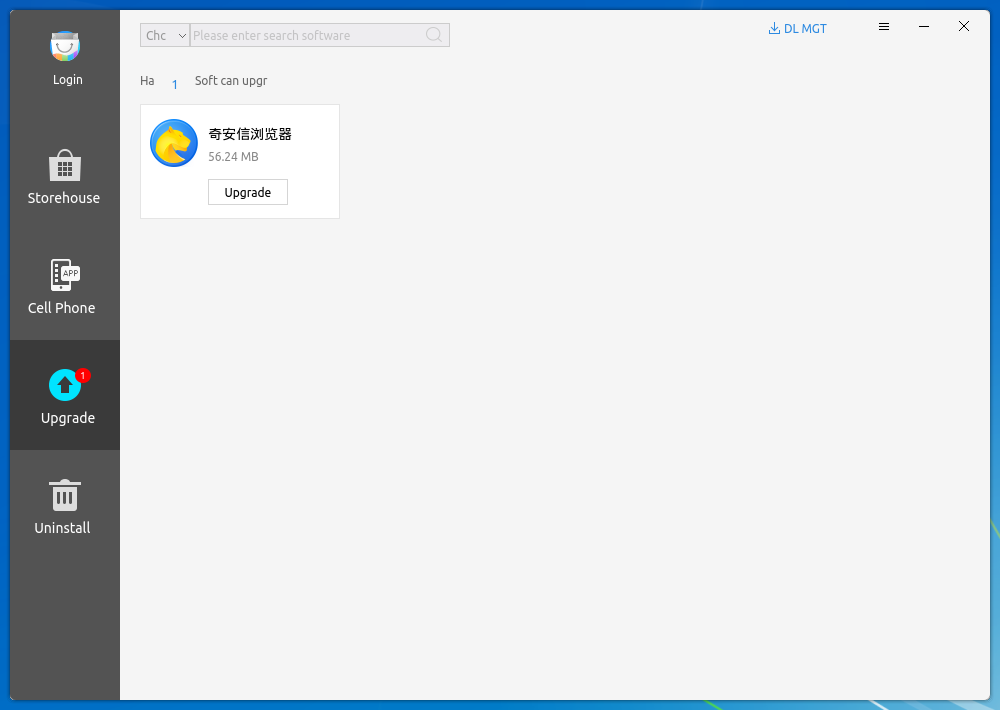 Login
Storehouse
Cell Phone
APP
1
Upgrade
Uninstall
Chc
Please enter search software
DL MGT
Ha 1 Soft can upgr
奇安信浏览器
56.24 MB
Upgrade